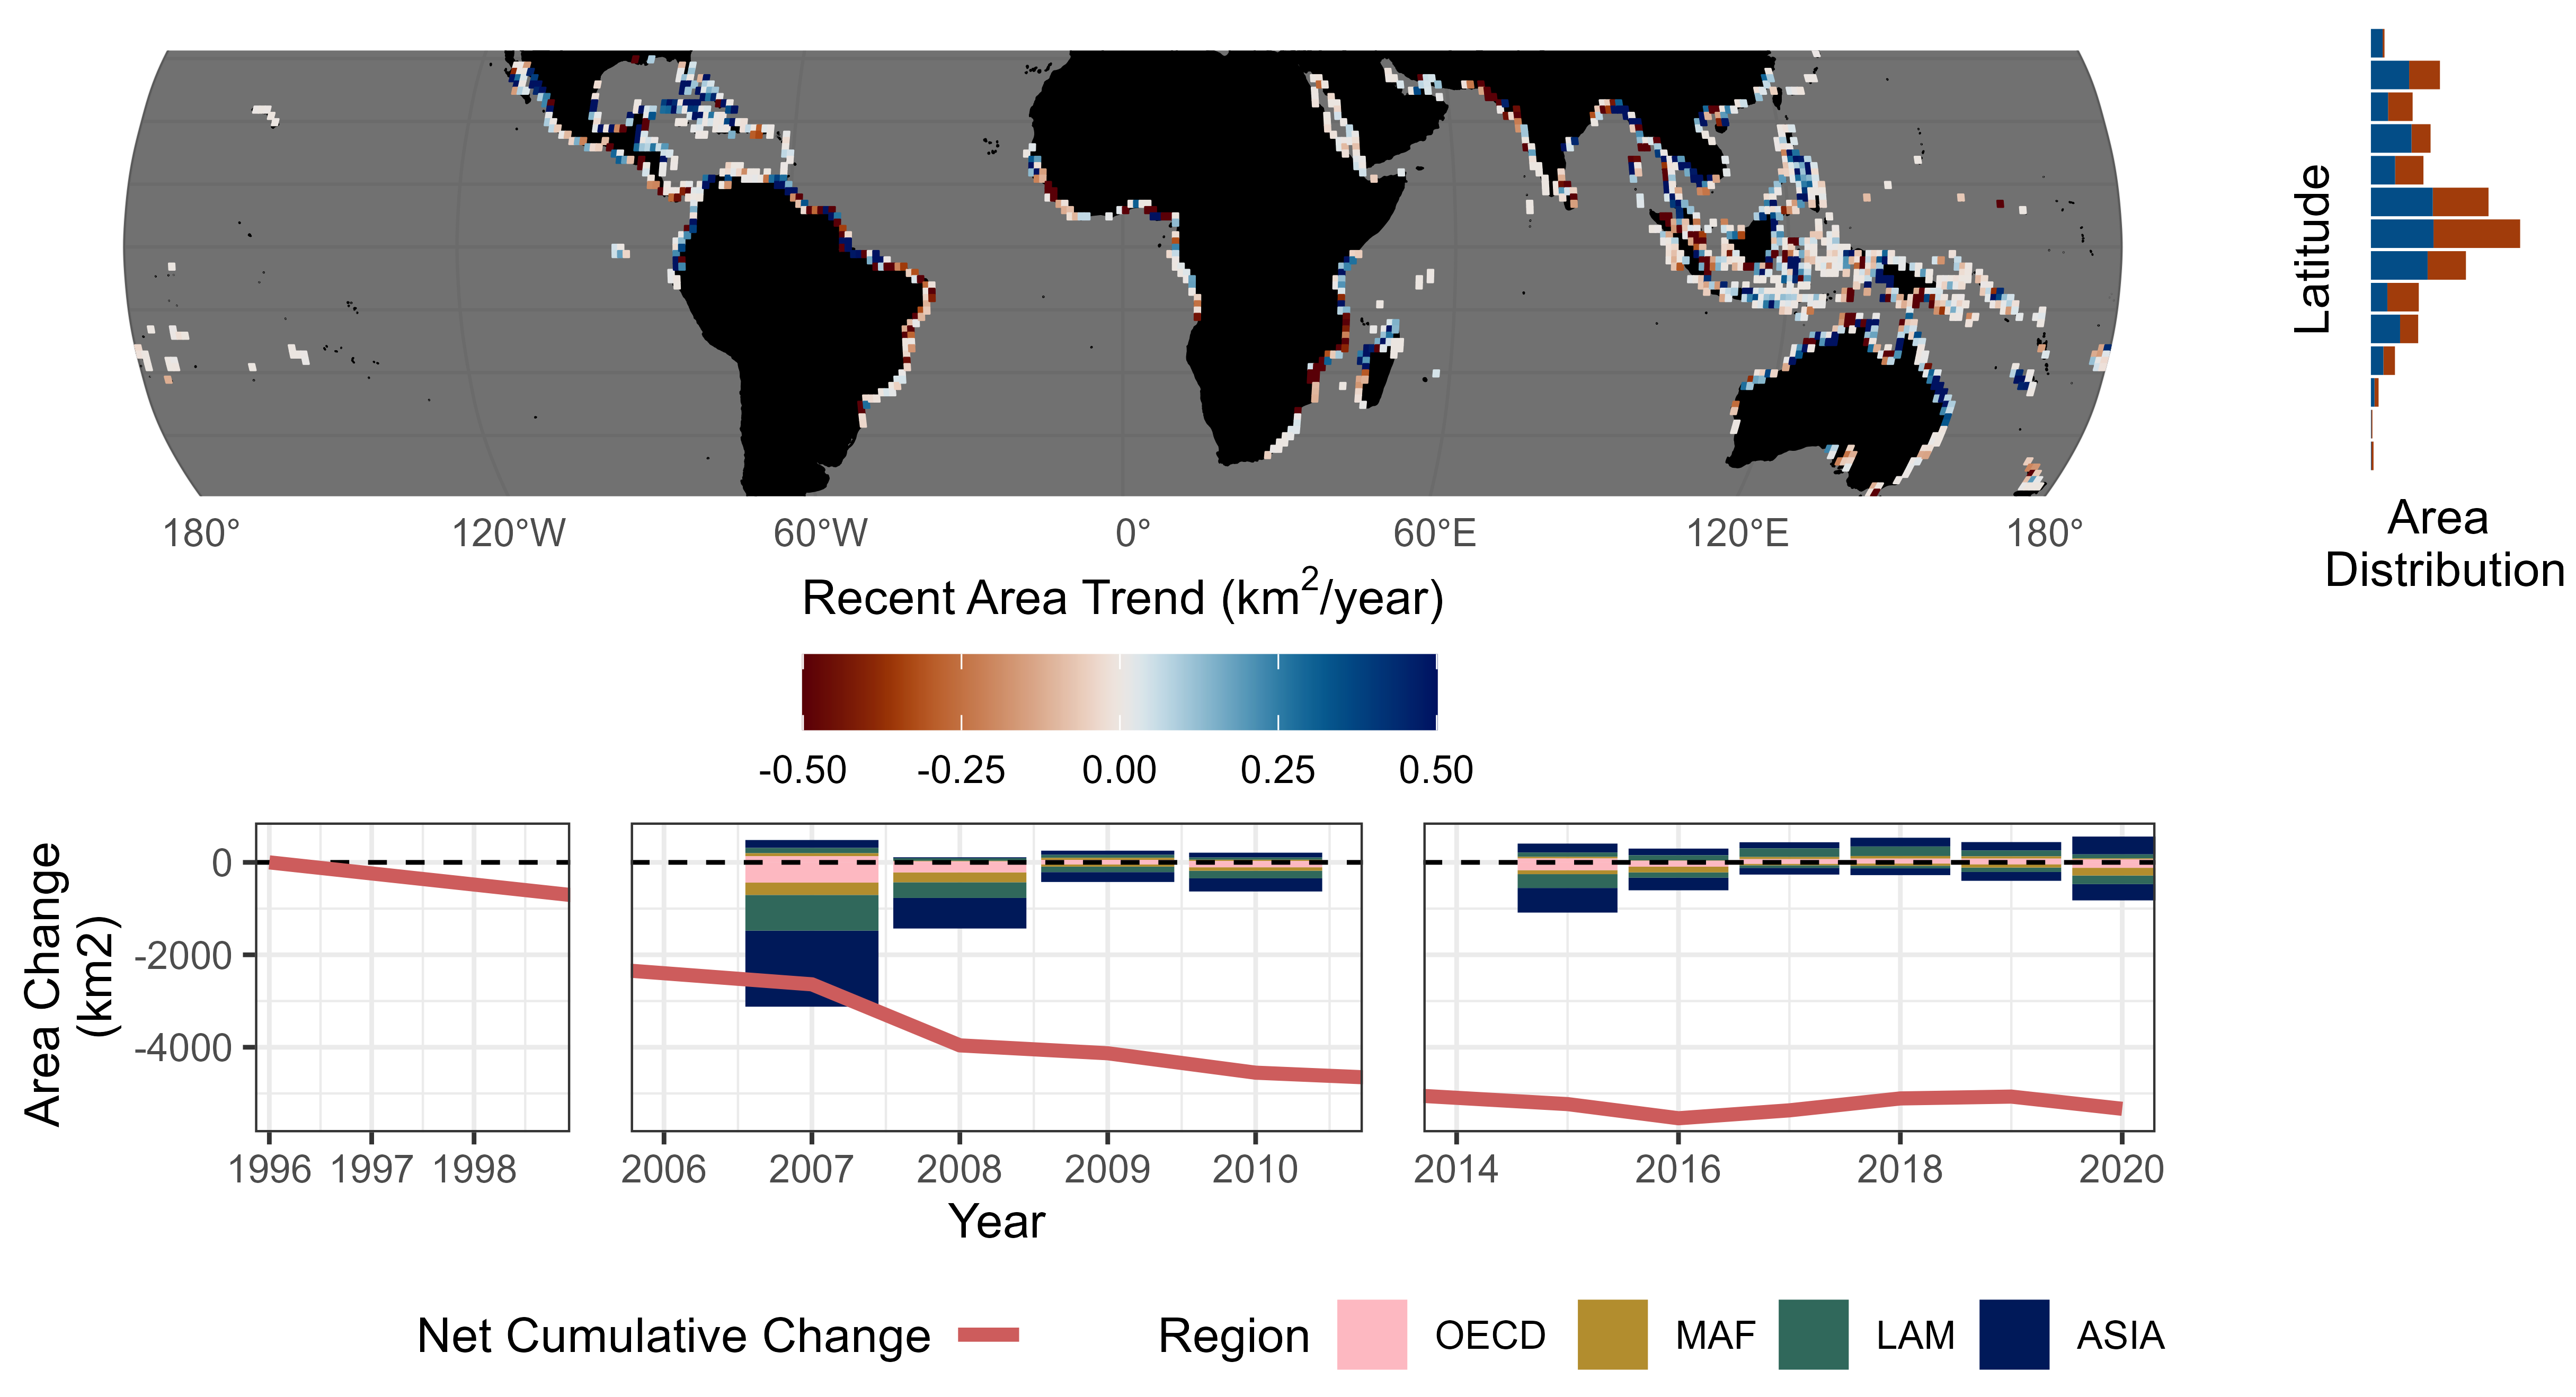 180°
120°W
60°W
0°
60°E
120°E
180°
Latitude
Area
Distribution
Recent Area Trend (km²/year)
-0.50
-0.25
0.00
0.25
0.50
Area Change
(km2)
0
-2000
-4000
1996
1997
1998
2006
2007
2008
2009
2010
2014
2016
2018
2020
Year
Net Cumulative Change
Region
OECD
MAF
LAM
ASIA